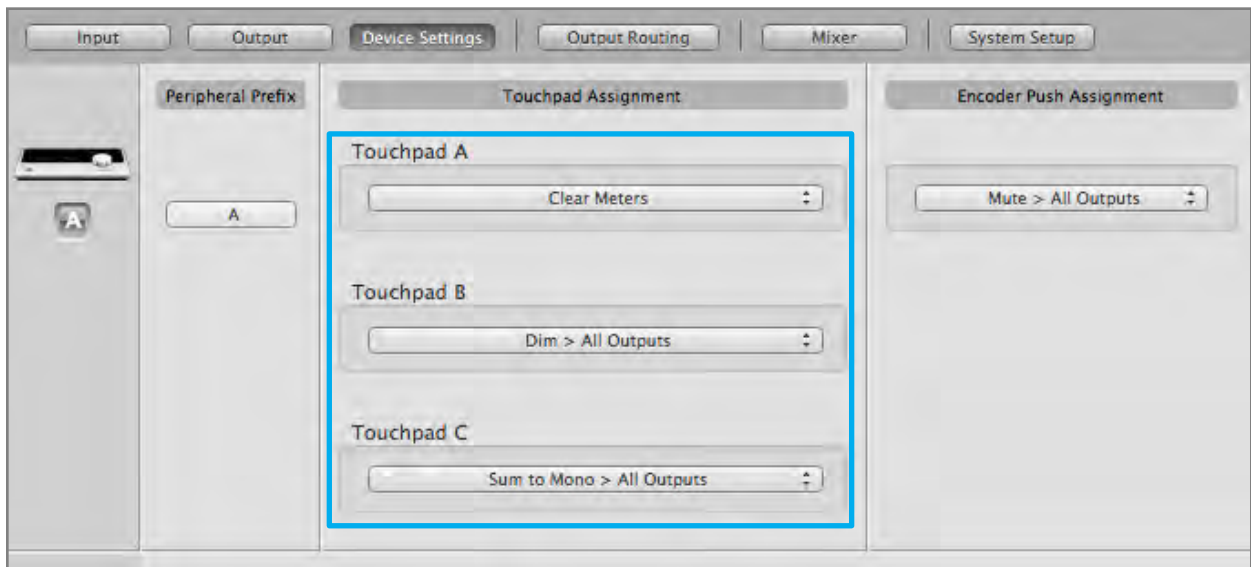 Input Output Device Settings Output Routing Mixer System Setup
Peripheral Prefix Touchpad Assignment Encoder Push Assignment
Touchpad A
Clear Meters Mute > All Outputs
A A
Touchpad B
Dim > All Outputs
Touchpad C
Sum to Mono > All Outputs